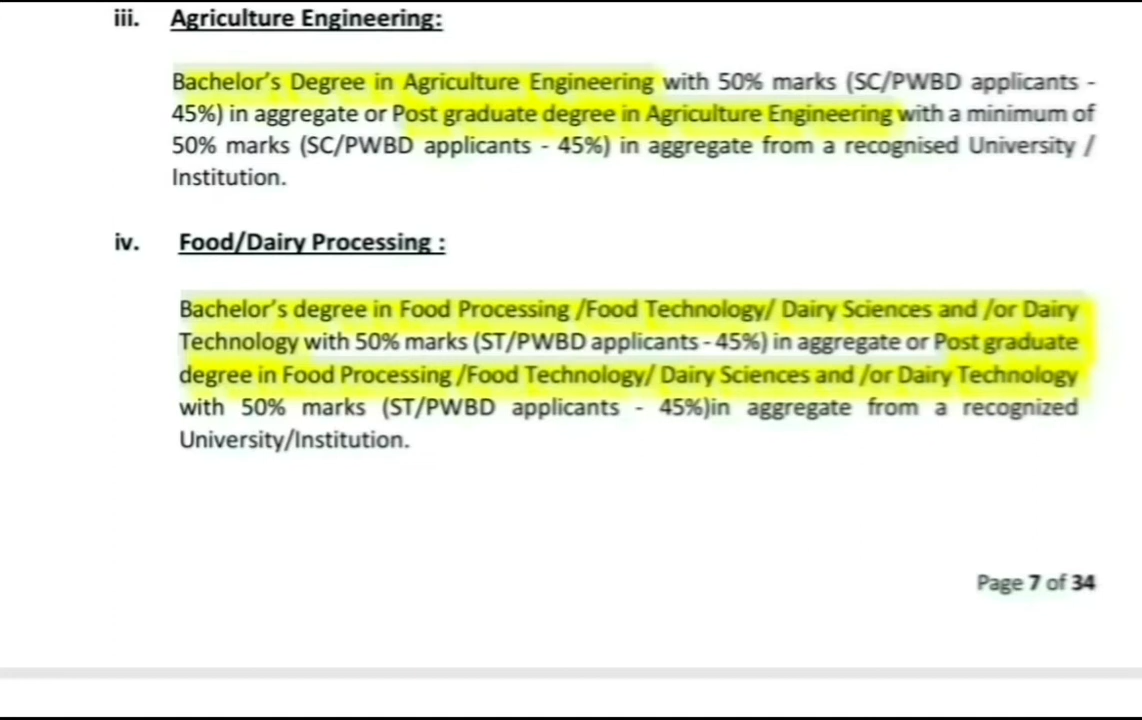 iii. Agriculture Engineering:
Bachelor's Degree in Agriculture Engineering with 50% marks (SC/PWBD applicants -
45%) in aggregate or Post graduate degree in Agriculture Engineering with a minimum of
50% marks (SC/PWBD applicants - 45%) in aggregate from a recognised University /
Institution.
iv. Food/Dairy Processing :
Bachelor's degree in Food Processing /Food Technology/ Dairy Sciences and /or Dairy
Technology with 50% marks (ST/PWBD applicants - 45%) in aggregate or Post graduate
degree in Food Processing /Food Technology/ Dairy Sciences and /or Dairy Technology
with 50% marks (ST/PWBD applicants - 45%)in aggregate from a recognized
University/Institution.
Page 7 of 34